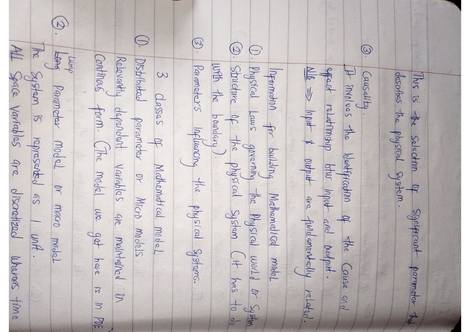 This is the selection of significant parameter th
describes the physical system.
③ Causality.
It involves the Identification of the Cause and
effect relationship btw input and output.
NB ⇒ Input & output are fundamentally related.
Information for building Mathematical model
①. Physical Laws governing the Physical world or System
②. Structure of the physical system (it has to do
with the boundary).
③. Parameters Influencing the physical Systems.
3 classes of Mathematical model
①. Distributed parameter or Micro models
Relevantly dependent variables are maintained in
Continous form. (The model we get here is in PDE
Lump
②. Parameter model or macro model
The System is represented as 1 unit.
All Space variables are discretized whereas time